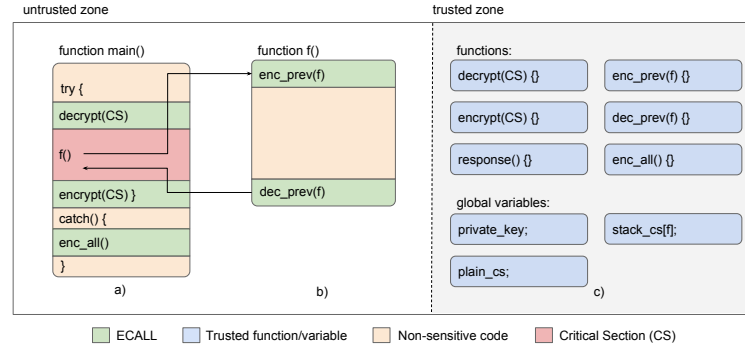 untrusted zone
trusted zone
function main()
function f()
functions:
try {
decrypt(CS)
f()
encrypt(CS) }
catch() {
enc_all()
}
a)
enc_prev(f)
dec_prev(f)
b)
decrypt(CS) {}
enc_prev(f) {}
encrypt(CS) {}
dec_prev(f) {}
response() {}
enc_all() {}
global variables:
private_key;
stack_cs[f];
plain_cs;
c)
ECALL
Trusted function/variable
Non-sensitive code
Critical Section (CS)